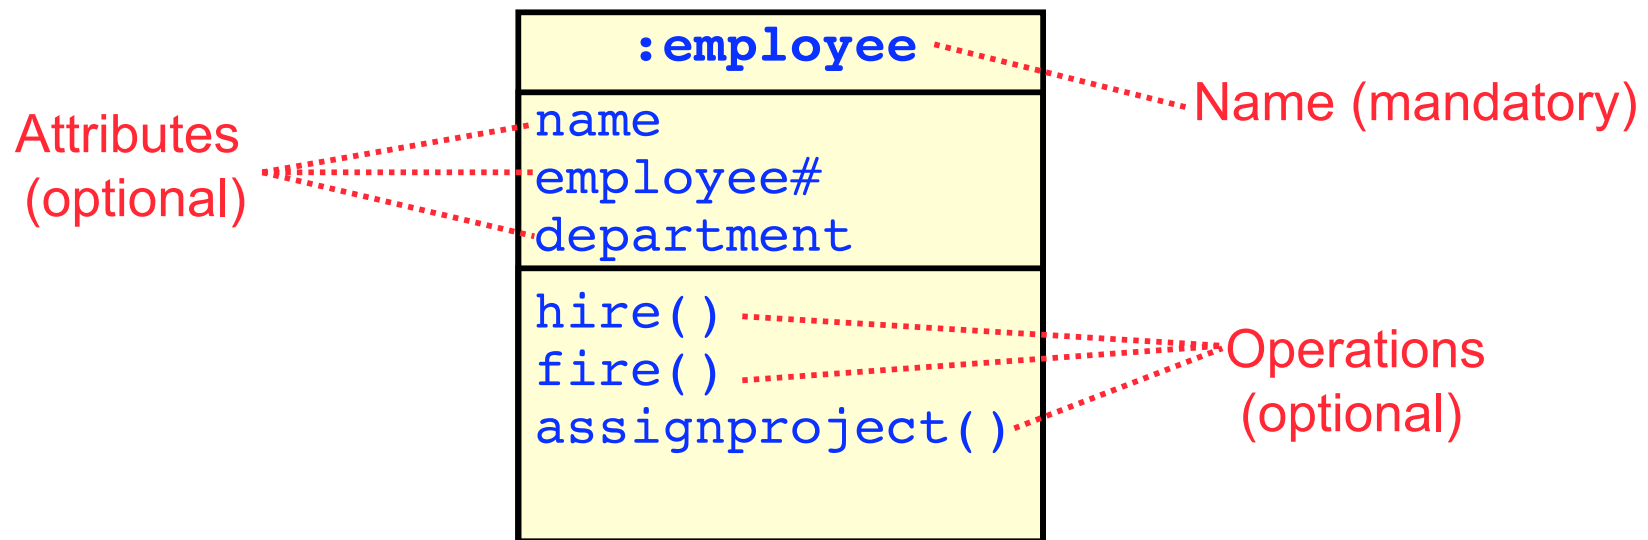 :employee
Name (mandatory)
Attributes
(optional)
name
employee#
department
hire()
fire()
assignproject()
Operations
(optional)